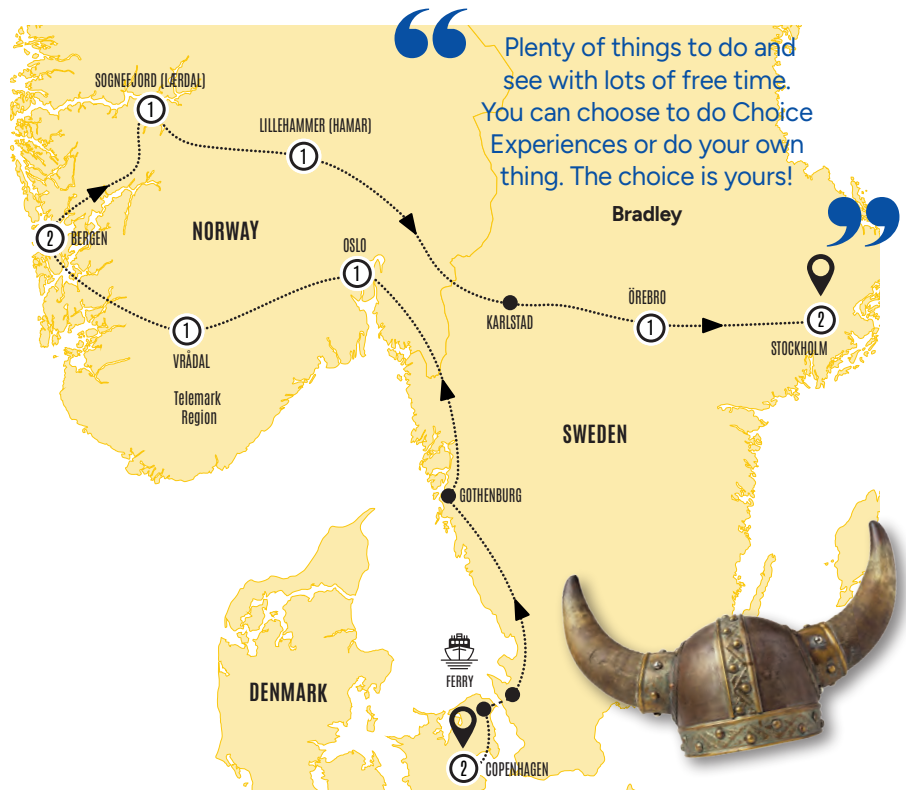 “
Plenty of things to do and
see with lots of free time.
You can choose to do Choice
Experiences or do your own
thing. The choice is yours!
Bradley
”
SOGNEFJORD (LÆRDAL)
1
LILLEHAMMER (HAMAR)
1
NORWAY
2 BERGEN
OSLO
1
1
VRÅDAL
Telemark
Region
KARLSTAD
ÖREBRO
1
2
STOCKHOLM
SWEDEN
GOTHENBURG
DENMARK
FERRY
2 COPENHAGEN